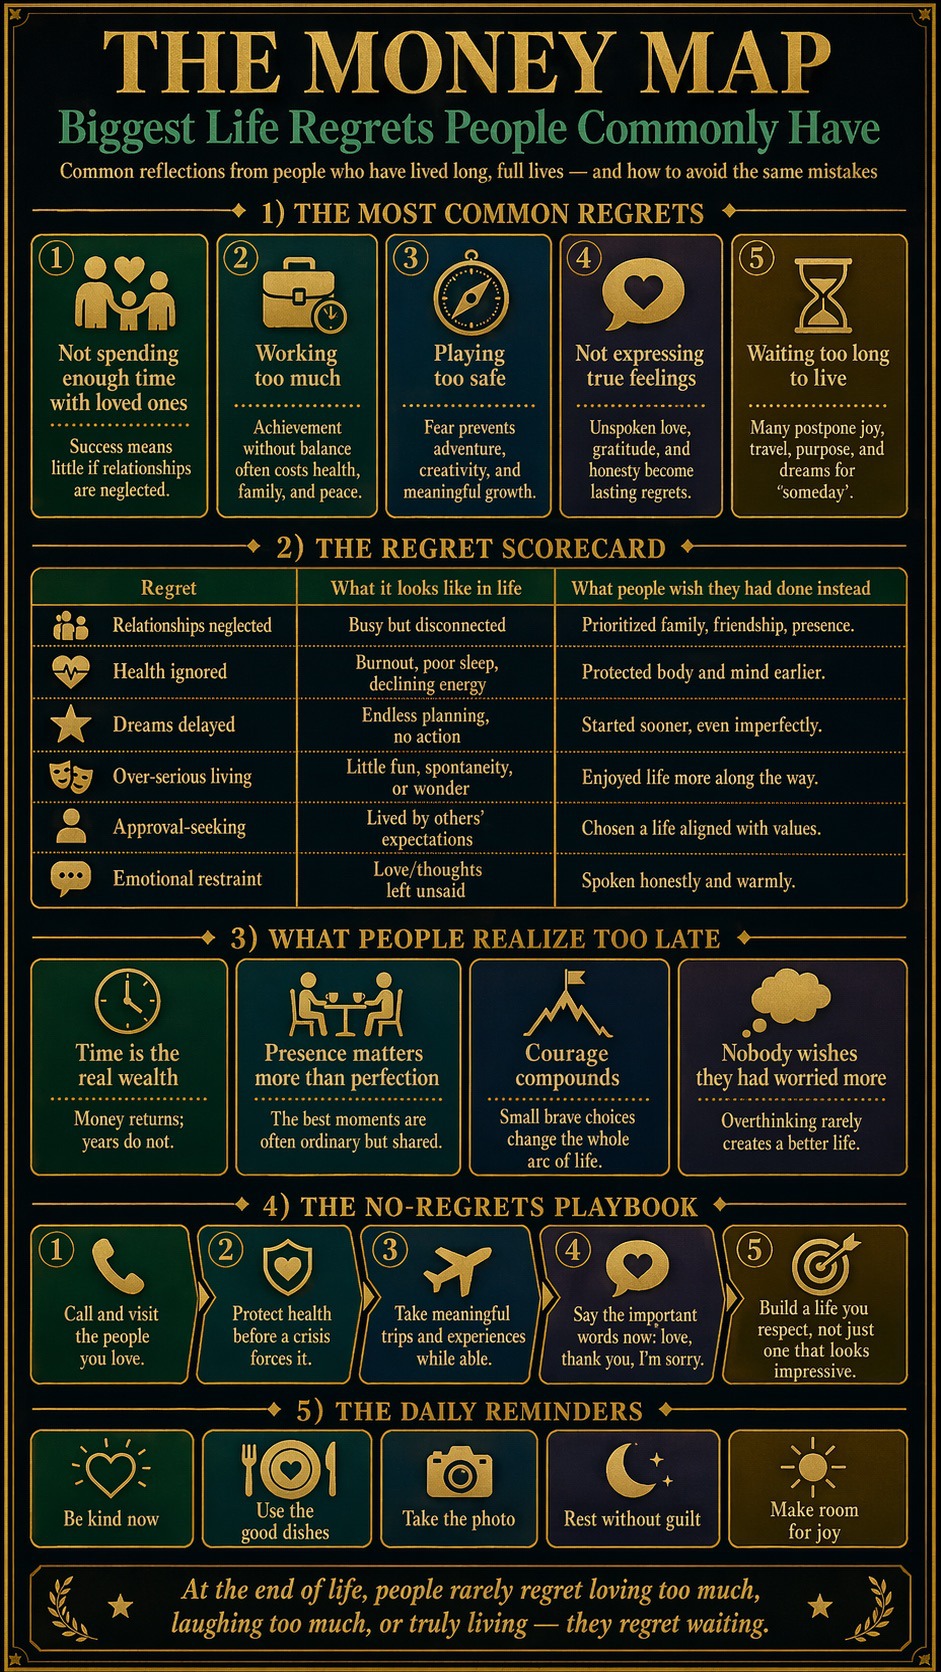 THE MONEY MAP
Biggest Life Regrets People Commonly Have
Common reflections from people who have lived long, full lives — and how to avoid the same mistakes
1) THE MOST COMMON REGRETS
1
Not spending
enough time
with loved ones
Success means
little if relationships
are neglected.
2
Working
too much
Achievement
without balance
often costs health,
family, and peace.
3
Playing
too safe
Fear prevents
adventure,
creativity, and
meaningful growth.
4
Not expressing
true feelings
Unspoken love,
gratitude, and
honesty become
lasting regrets.
5
Waiting too long
to live
Many postpone joy,
travel, purpose, and
dreams for
‘‘someday’.
2) THE REGRET SCORECARD
Regret
What it looks like in life
What people wish they had done instead
Relationships neglected
Busy but disconnected
Prioritized family, friendship, presence.
Health ignored
Burnout, poor sleep,
declining energy
Protected body and mind earlier.
Dreams delayed
Endless planning,
no action
Started sooner, even imperfectly.
Over-serious living
Little fun, spontaneity,
or wonder
Enjoyed life more along the way.
Approval-seeking
Lived by others’
expectations
Chosen a life aligned with values.
Emotional restraint
Love/thoughts
left unsaid
Spoken honestly and warmly.
3) WHAT PEOPLE REALIZE TOO LATE
Time is the
real wealth
Money returns;
years do not.
Presence matters
more than perfection
The best moments are
often ordinary but shared.
Courage
compounds
Small brave choices
change the whole
arc of life.
Nobody wishes
they had worried more
Overthinking rarely
creates a better life.
4) THE NO-REGRETS PLAYBOOK
1
Call and visit
the people
you love.
2
Protect health
before a crisis
forces it.
3
Take meaningful
trips and experiences
while able.
4
Say the important
words now: love,
thank you, I’m sorry.
5
Build a life you
respect, not just
one that looks
impressive.
5) THE DAILY REMINDERS
Be kind now
Use the
good dishes
Take the photo
Rest without guilt
Make room
for joy
At the end of life, people rarely regret loving too much,
laughing too much, or truly living — they regret waiting.